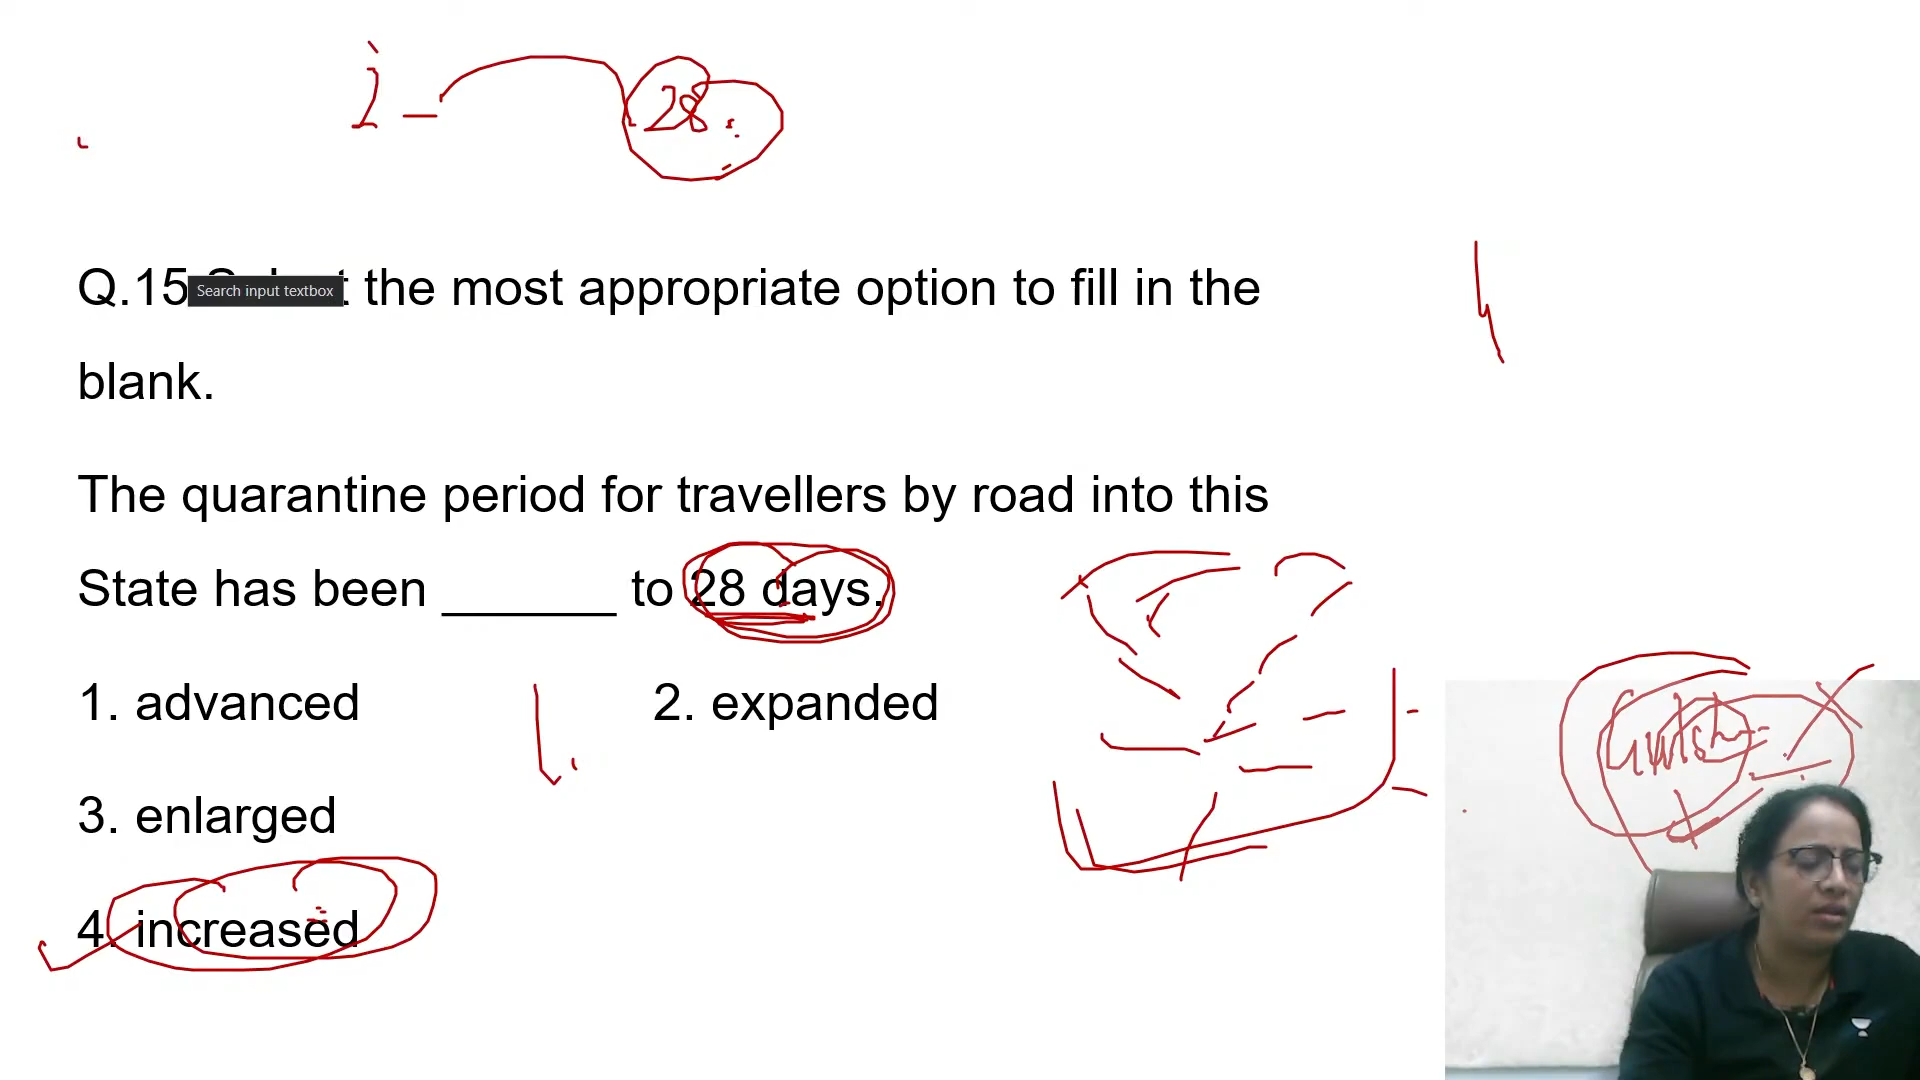 28
Q.15 Select the most appropriate option to fill in the
Search input textbox
blank.
The quarantine period for travellers by road into this
State has been _______ to 28 days.
1. advanced 2. expanded
3. enlarged
4. increased